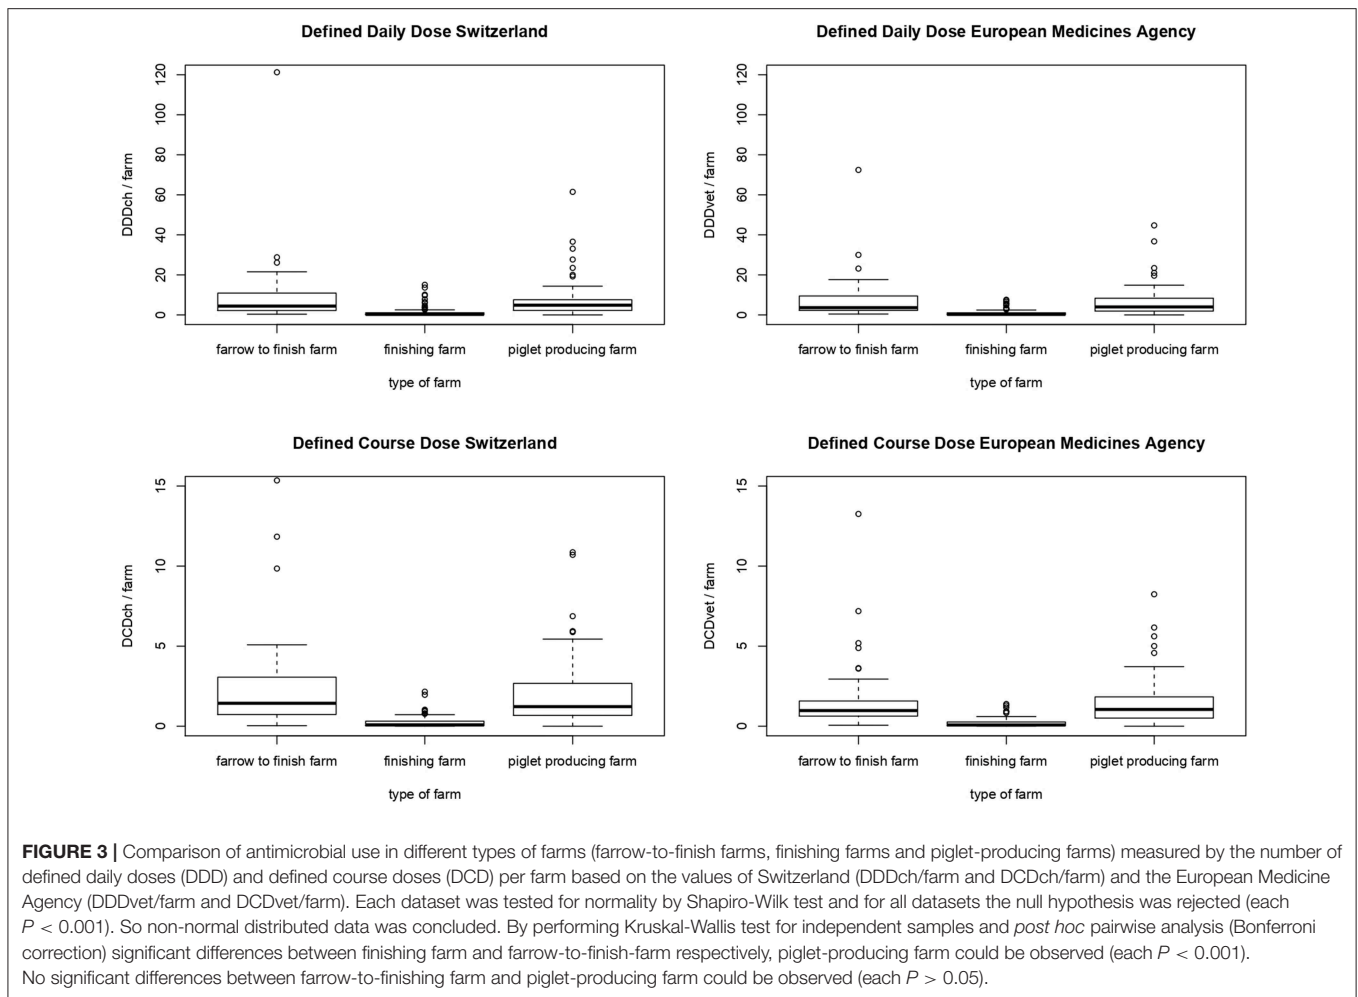 Defined Daily Dose Switzerland
DDDch / farm
120
100
80
60
40
20
0
farrow to finish farm finishing farm piglet producing farm
type of farm
Defined Daily Dose European Medicines Agency
DDDvet / farm
120
100
80
60
40
20
0
farrow to finish farm finishing farm piglet producing farm
type of farm
Defined Course Dose Switzerland
DCDch / farm
15
10
5
0
farrow to finish farm finishing farm piglet producing farm
type of farm
Defined Course Dose European Medicines Agency
DCDvet / farm
15
10
5
0
farrow to finish farm finishing farm piglet producing farm
type of farm
FIGURE 3 | Comparison of antimicrobial use in different types of farms (farrow-to-finish farms, finishing farms and piglet-producing farms) measured by the number of
defined daily doses (DDD) and defined course doses (DCD) per farm based on the values of Switzerland (DDDch/farm and DCDch/farm) and the European Medicine
Agency (DDDvet/farm and DCDvet/farm). Each dataset was tested for normality by Shapiro-Wilk test and for all datasets the null hypothesis was rejected (each
P < 0.001). So non-normal distributed data was concluded. By performing Kruskal-Wallis test for independent samples and post hoc pairwise analysis (Bonferroni
correction) significant differences between finishing farm and farrow-to-finish-farm respectively, piglet-producing farm could be observed (each P < 0.001).
No significant differences between farrow-to-finishing farm and piglet-producing farm could be observed (each P > 0.05).